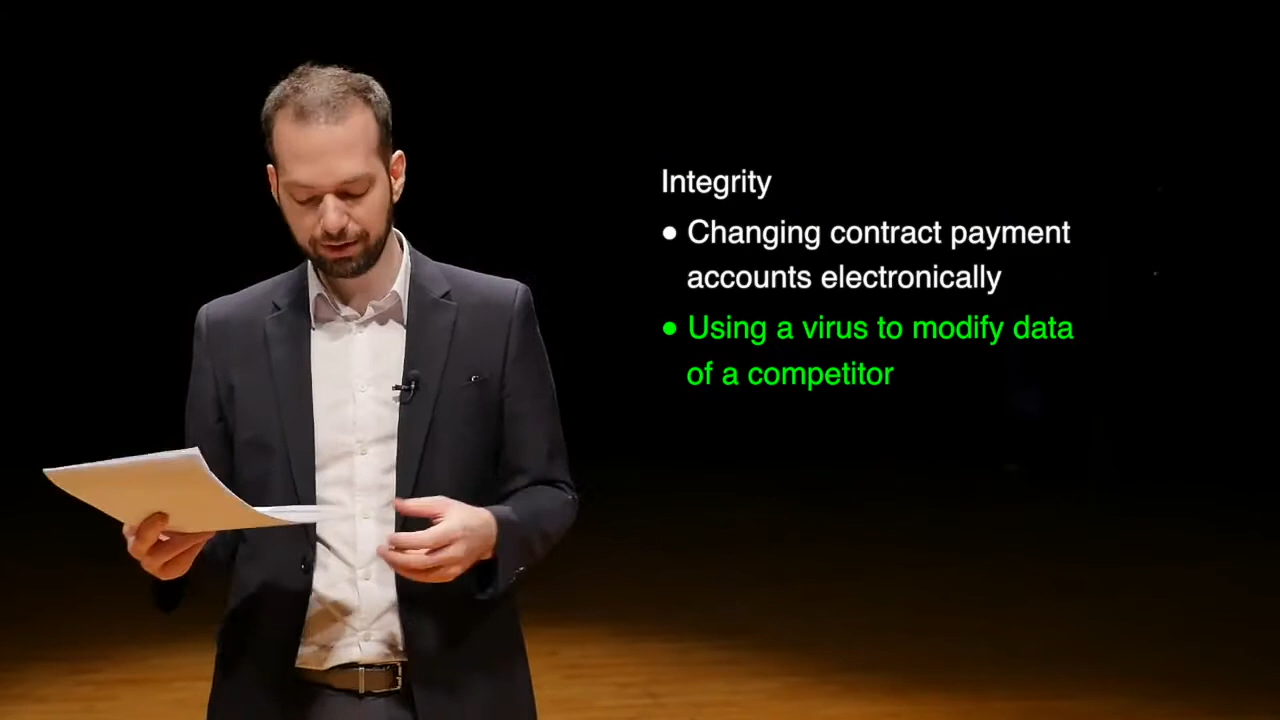 Integrity
● Changing contract payment
accounts electronically
● Using a virus to modify data
of a competitor